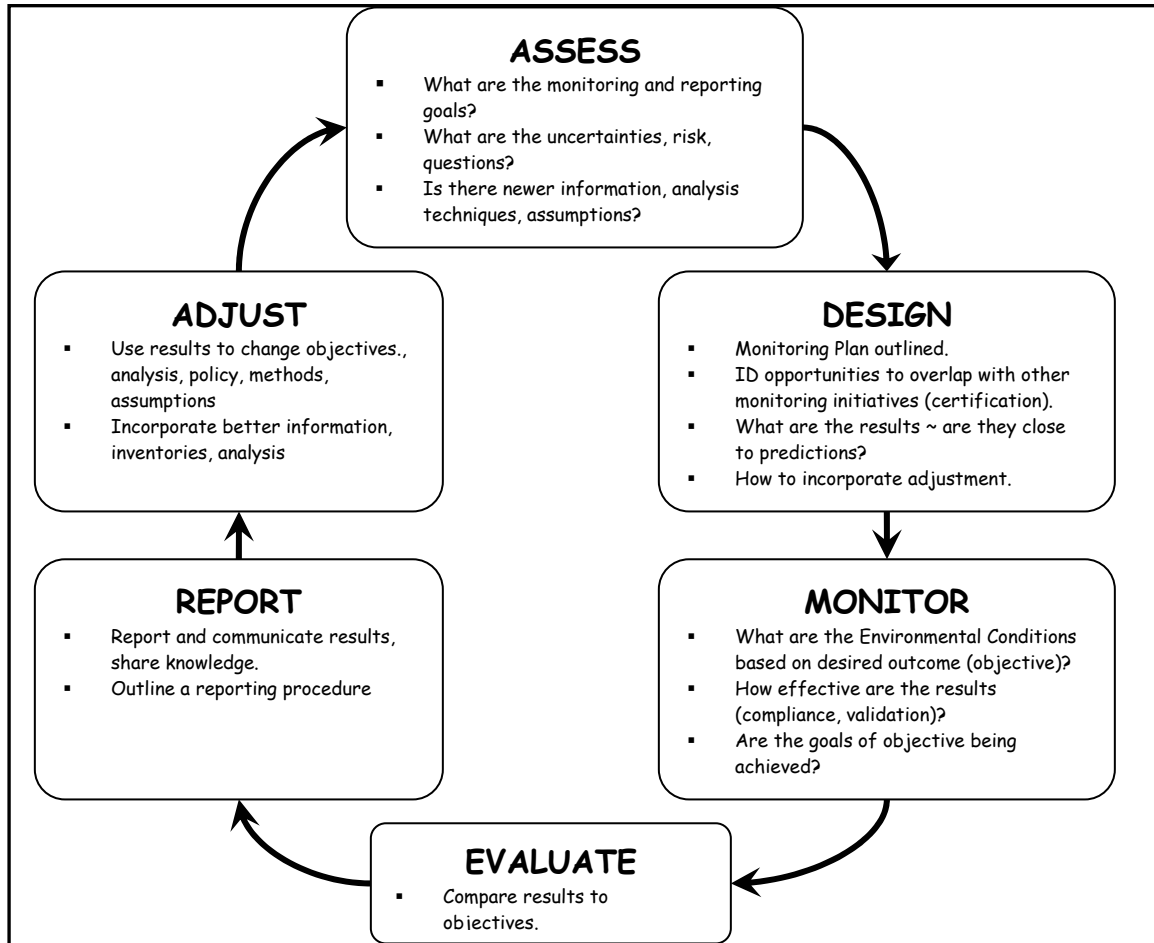 ASSESS
▪ What are the monitoring and reporting
goals?
▪ What are the uncertainties, risk,
questions?
▪ Is there newer information, analysis
techniques, assumptions?
DESIGN
▪ Monitoring Plan outlined.
▪ ID opportunities to overlap with other
monitoring initiatives (certification).
▪ What are the results ~ are they close
to predictions?
▪ How to incorporate adjustment.
MONITOR
▪ What are the Environmental Conditions
based on desired outcome (objective)?
▪ How effective are the results
(compliance, validation)?
▪ Are the goals of objective being
achieved?
EVALUATE
▪ Compare results to
objectives.
REPORT
▪ Report and communicate results,
share knowledge.
▪ Outline a reporting procedure
ADJUST
▪ Use results to change objectives.,
analysis, policy, methods,
assumptions
▪ Incorporate better information,
inventories, analysis